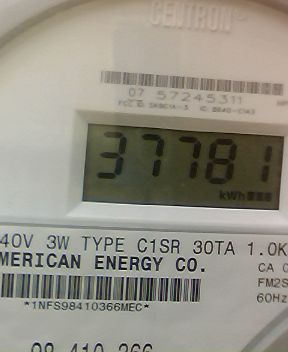 CENTRON®
07 57245311
37781
kWh
40V 3W TYPE C1SR 30TA 1.0K
MERICAN ENERGY CO.
CA 0
FM2S
60Hz
*1NFS98410366MEC*
98 410 366